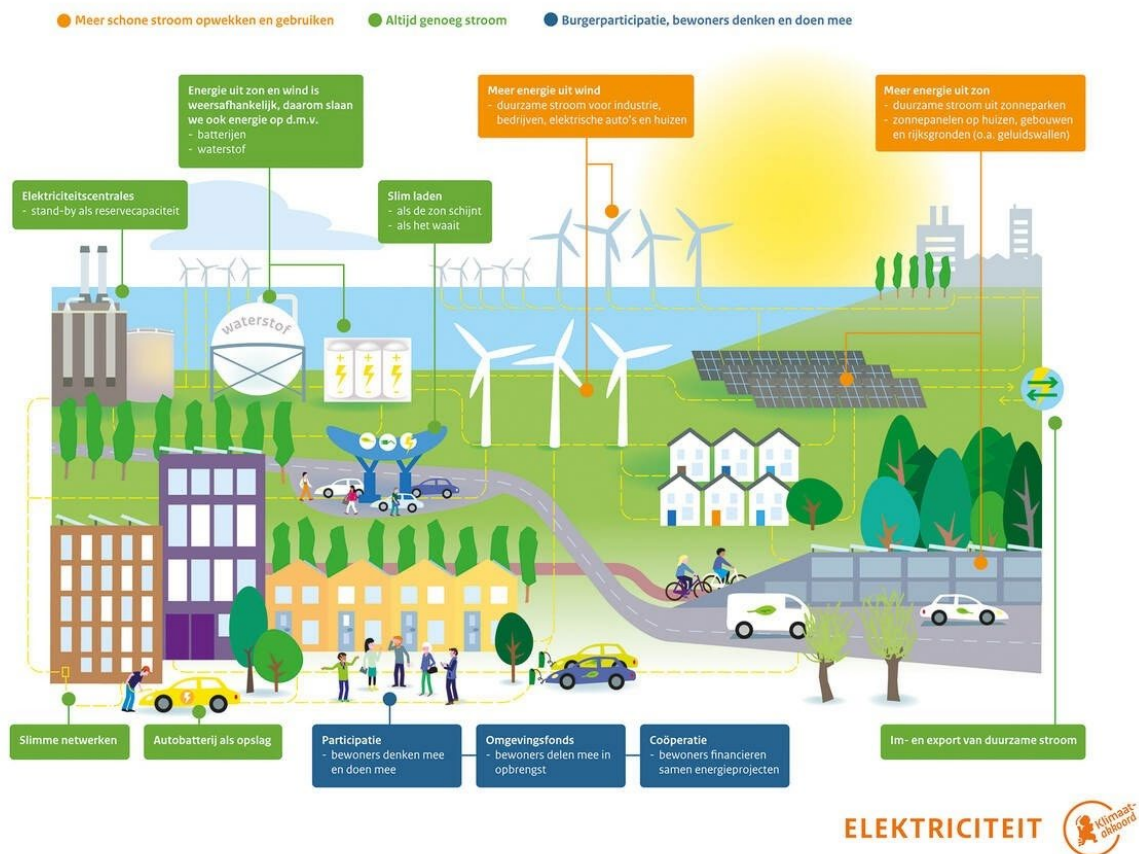 Meer schone stroom opwekken en gebruiken
Altijd genoeg stroom
Burgerparticipatie, bewoners denken en doen mee
Energie uit zon en wind is
weersafhankelijk, daarom slaan
we ook energie op d.m.v.
- batterijen
- waterstof
Meer energie uit wind
- duurzame stroom voor industrie,
bedrijven, elektrische auto's en huizen
Meer energie uit zon
- duurzame stroom uit zonneparken
- zonnepanelen op huizen, gebouwen
en rijksgronden (o.a. geluidswallen)
Elektriciteitscentrales
- stand-by als reservecapaciteit
Slim laden
- als de zon schijnt
- als het waait
waterstof
Slimme netwerken
Autobatterij als opslag
Participatie
- bewoners denken mee
en doen mee
Omgevingsfonds
- bewoners delen mee in
opbrengst
Coöperatie
- bewoners financieren
samen energieprojecten
Im- en export van duurzame stroom
ELEKTRICITEIT
Klimaat-
akkoord